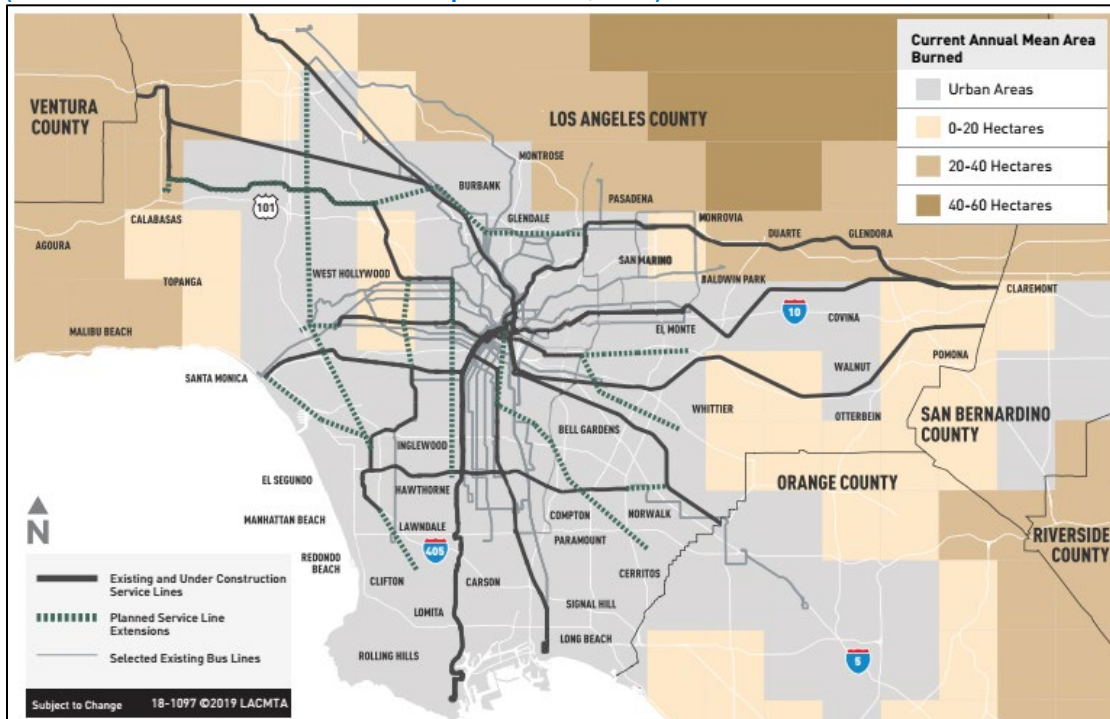 Current Annual Mean Area
Burned
Urban Areas
0-20 Hectares
20-40 Hectares
40-60 Hectares
VENTURA
COUNTY
LOS ANGELES COUNTY
MONTROSE
BURBANK
PASADENA
GLENDALE
MONROVIA
CALABASAS
101
DUARTE
GLENDORA
AGOURA
SAN MARINO
WEST HOLLYWOOD
BALDWIN PARK
TOPANGA
CLAREMONT
10
COVINA
MALIBU BEACH
EL MONTE
POMONA
WALNUT
SANTA MONICA
WHITTIER
OTTERBEIN
SAN BERNARDINO
COUNTY
BELL GARDENS
INGLEWOOD
ORANGE COUNTY
EL SEGUNDO
HAWTHORNE
N
MANHATTAN BEACH
COMPTON
NORWALK
LAWNDALE
PARAMOUNT
RIVERSIDE
COUNTY
405
REDONDO
BEACH
CERRITOS
CLIFTON
CARSON
LOMITA
SIGNAL HILL
LONG BEACH
ROLLING HILLS
5
Existing and Under Construction
Service Lines
Planned Service Line
Extensions
Selected Existing Bus Lines
Subject to Change 18-1097 ©2019 LACMTA